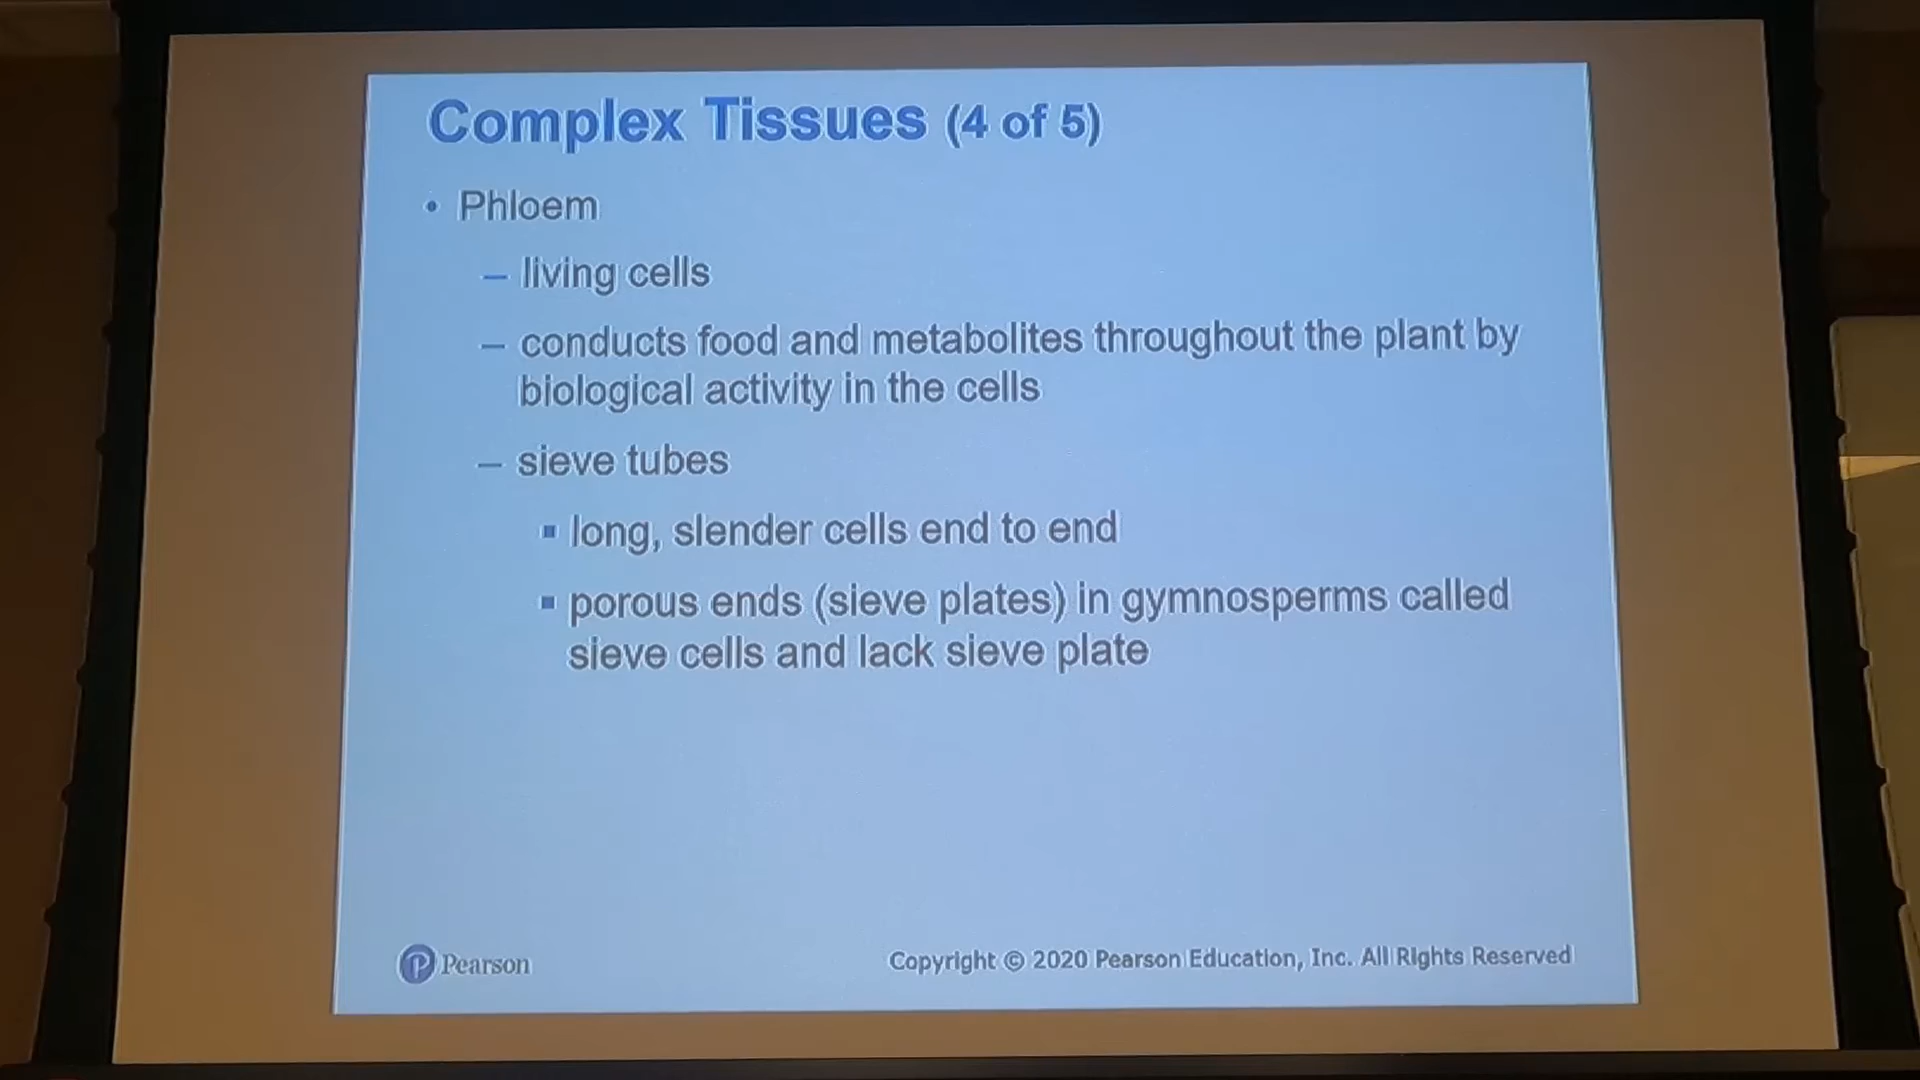 Complex Tissues (4 of 5)
• Phloem
– living cells
– conducts food and metabolites throughout the plant by
biological activity in the cells
– sieve tubes
▪ long, slender cells end to end
▪ porous ends (sieve plates) in gymnosperms called
sieve cells and lack sieve plate
P Pearson
Copyright © 2020 Pearson Education, Inc. All Rights Reserved